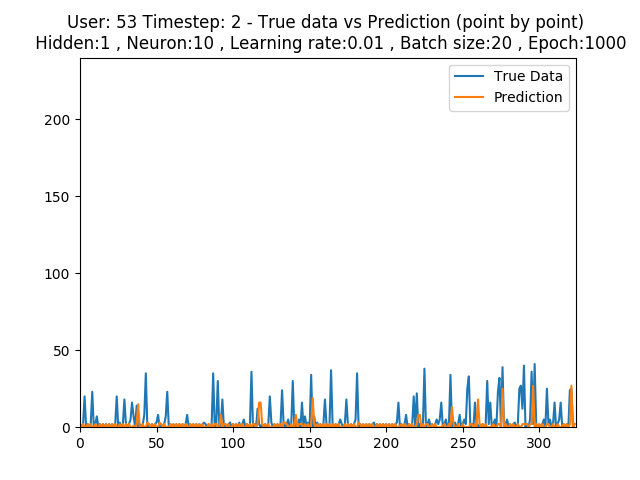 User: 53 Timestep: 2 - True data vs Prediction (point by point)
Hidden:1 , Neuron:10 , Learning rate:0.01 , Batch size:20 , Epoch:1000
True Data
Prediction
200
150
100
50
0
0 50 100 150 200 250 300